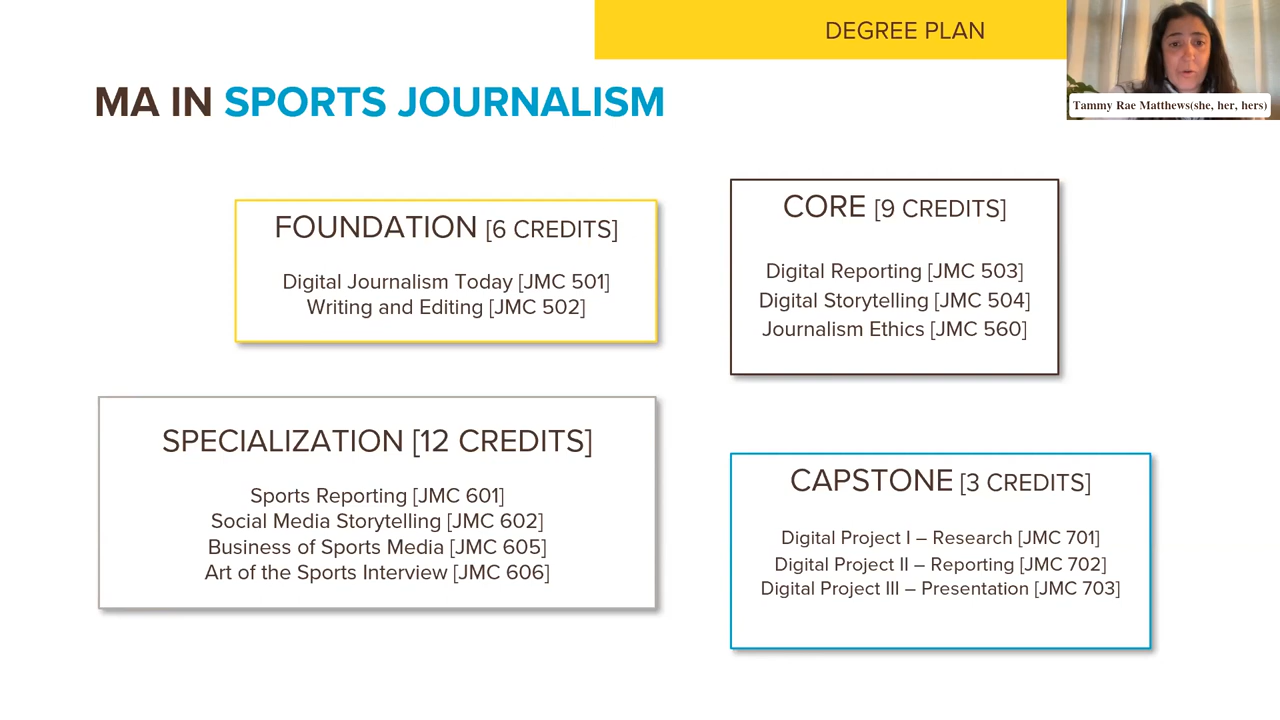 DEGREE PLAN
Tammy Rae Matthews(she, her, hers)
MA IN SPORTS JOURNALISM
FOUNDATION [6 CREDITS]
Digital Journalism Today [JMC 501]
Writing and Editing [JMC 502]
CORE [9 CREDITS]
Digital Reporting [JMC 503]
Digital Storytelling [JMC 504]
Journalism Ethics [JMC 560]
SPECIALIZATION [12 CREDITS]
Sports Reporting [JMC 601]
Social Media Storytelling [JMC 602]
Business of Sports Media [JMC 605]
Art of the Sports Interview [JMC 606]
CAPSTONE [3 CREDITS]
Digital Project I – Research [JMC 701]
Digital Project II – Reporting [JMC 702]
Digital Project III – Presentation [JMC 703]